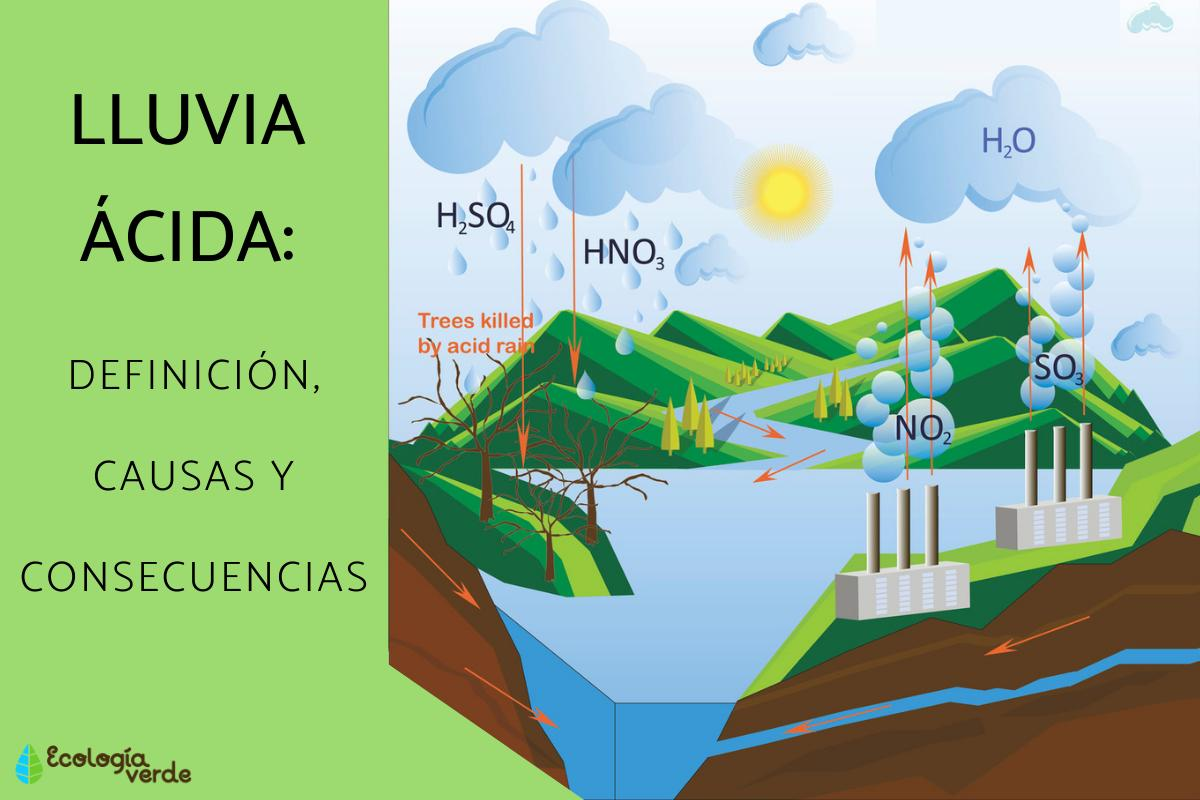 LLUVIA
ÁCIDA:
DEFINICIÓN,
CAUSAS Y
CONSECUENCIAS
Ecología
verde
H₂SO₄
HNO₃
Trees killed
by acid rain
H₂O
SO₃
NO₂